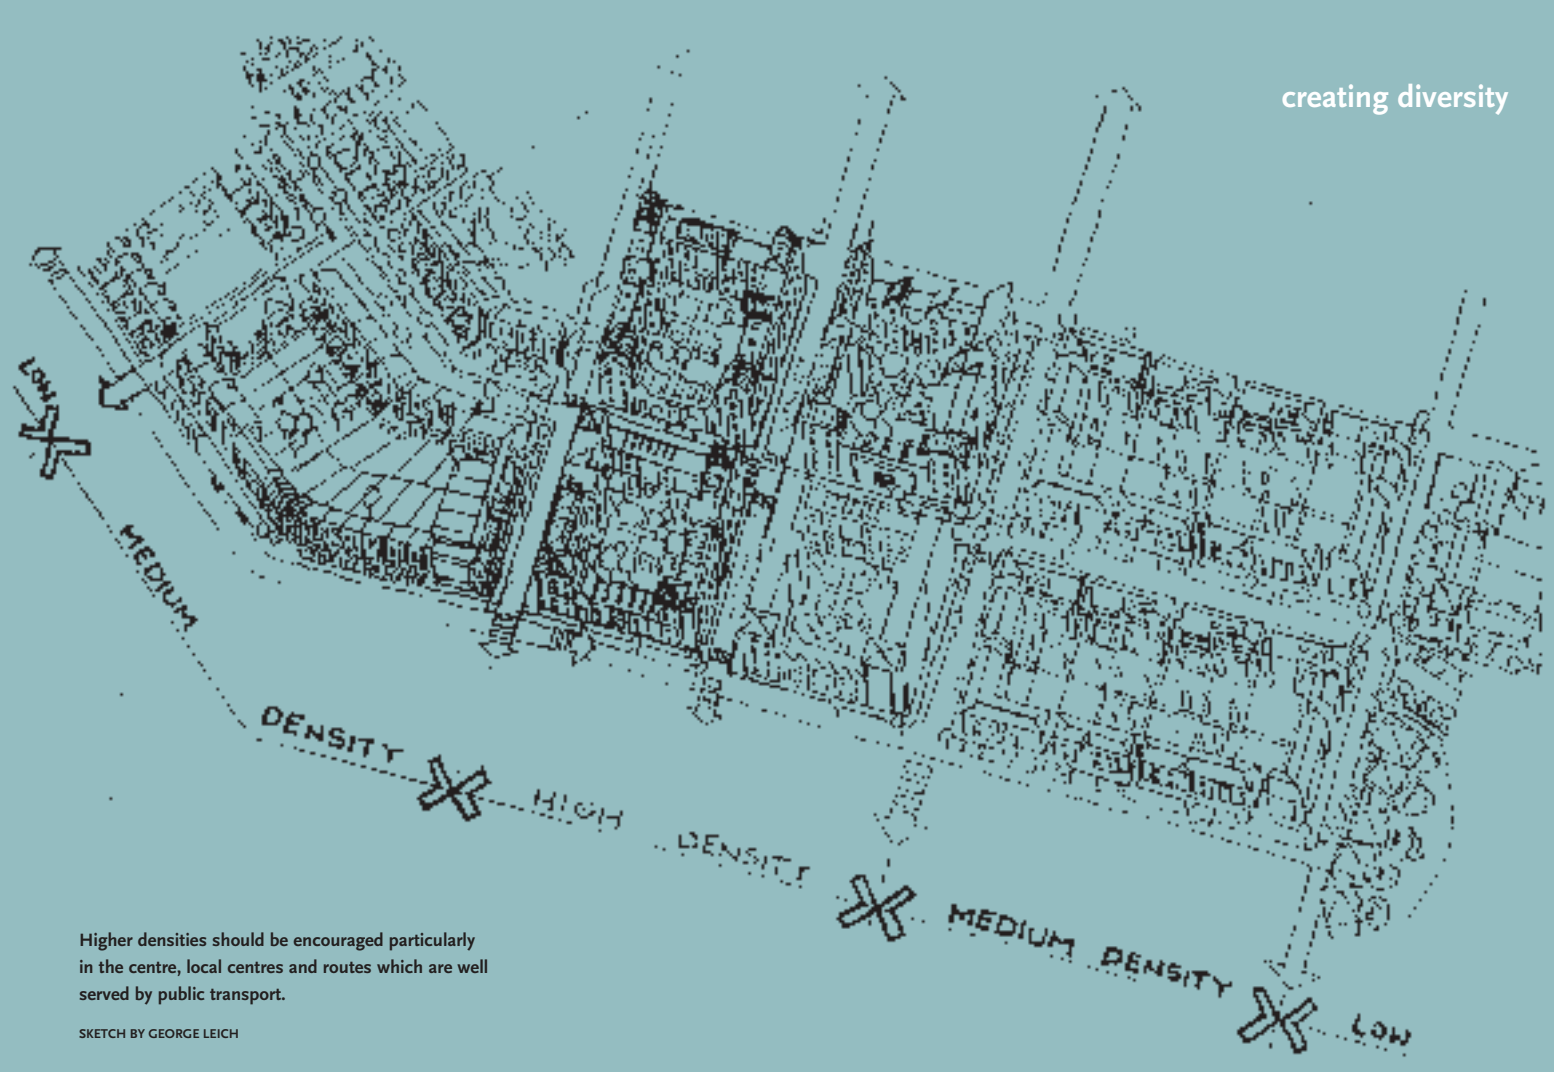 creating diversity
LOW
MEDIUM
DENSITY
HIGH DENSITY
MEDIUM DENSITY
LOW
Higher densities should be encouraged particularly
in the centre, local centres and routes which are well
served by public transport.
SKETCH BY GEORGE LEICH